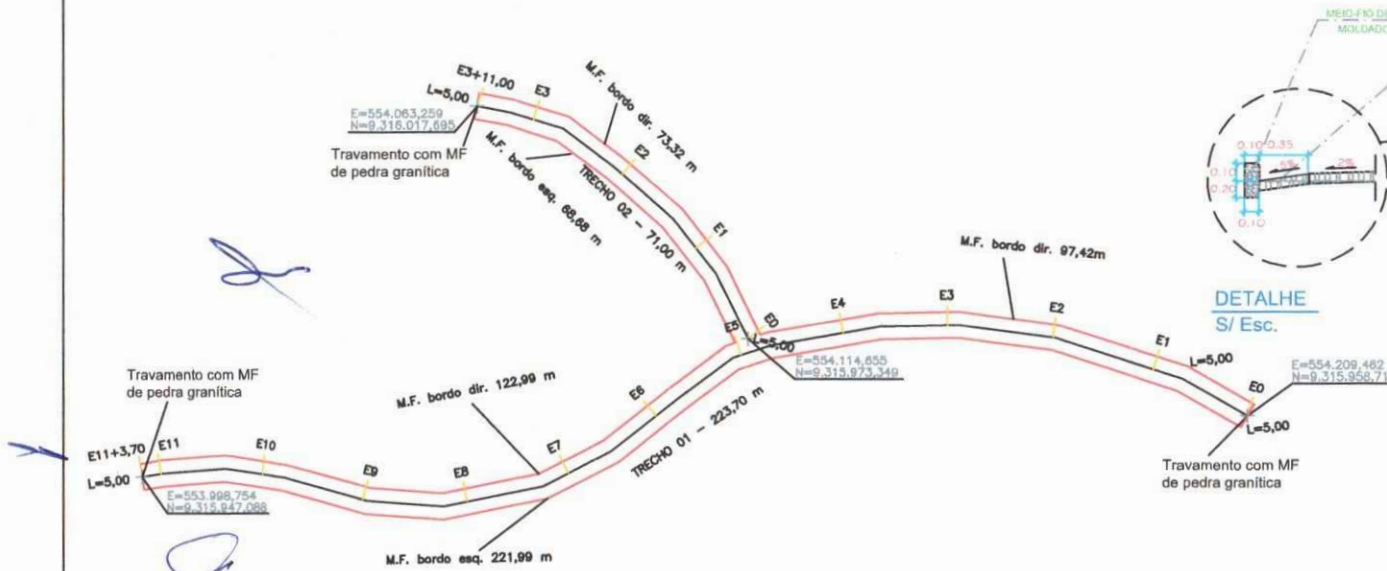 MEIO-FIO
MOLDADO
E3+11,00
L=5,00
E3
M.F. bordo dir. 73,32 m
E=554.063,259
N=9.316.017,695
Travamento com MF
de pedra granítica
M.F. bordo esq. 68,68 m
TRECHO 02 - 71,00 m
E2
E1
0.10
0.35
0.10
0.20
5%
2%
0.10
DETALHE
S/ Esc.
M.F. bordo dir. 97,42m
E5
E0
L=5,00
E4
E3
E2
E1
L=5,00
E=554.114,655
N=9.315.973,349
E=554.209,462
N=9.315.958,71
E0
L=5,00
Travamento com MF
de pedra granítica
Travamento com MF
de pedra granítica
M.F. bordo dir. 122,99 m
E6
TRECHO 01 - 223,70 m
E11+3,70
E11
L=5,00
E10
E9
E8
E7
E=553.998,754
N=9.315.947,088
M.F. bordo esq. 221,99 m